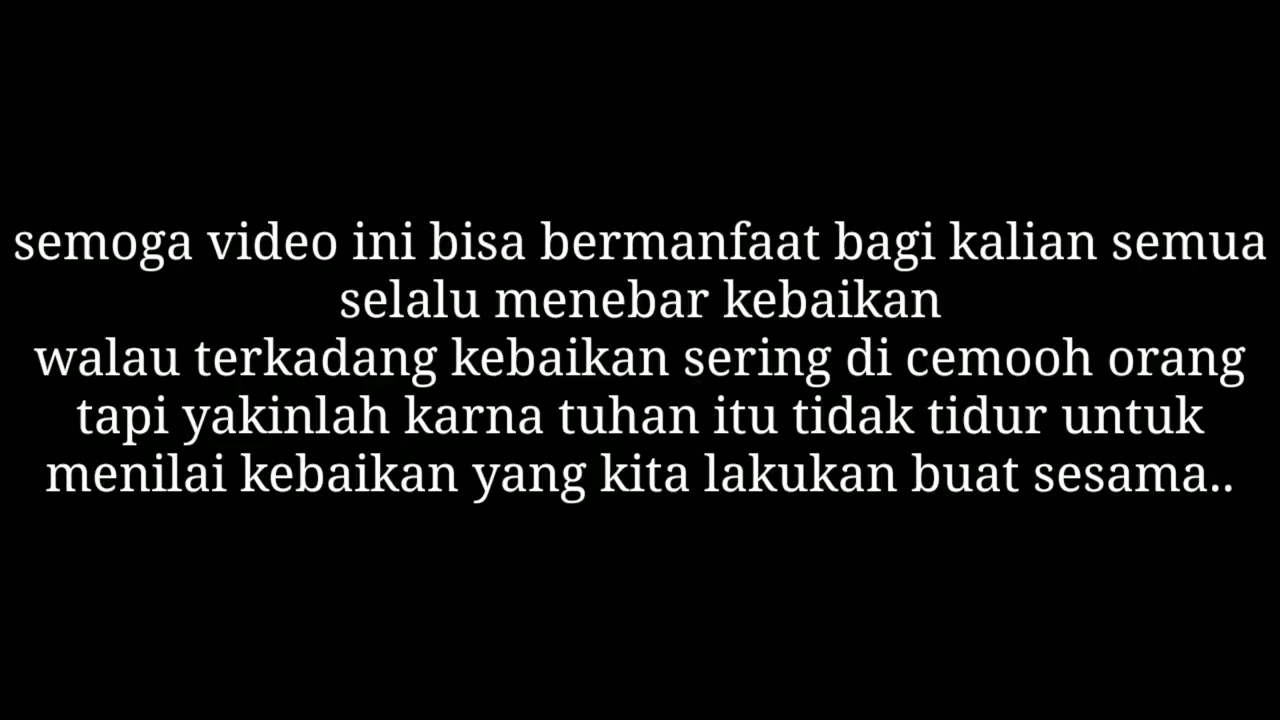 semoga video ini bisa bermanfaat bagi kalian semua
selalu menebar kebaikan
walau terkadang kebaikan sering di cemooh orang
tapi yakinlah karna tuhan itu tidak tidur untuk
menilai kebaikan yang kita lakukan buat sesama..